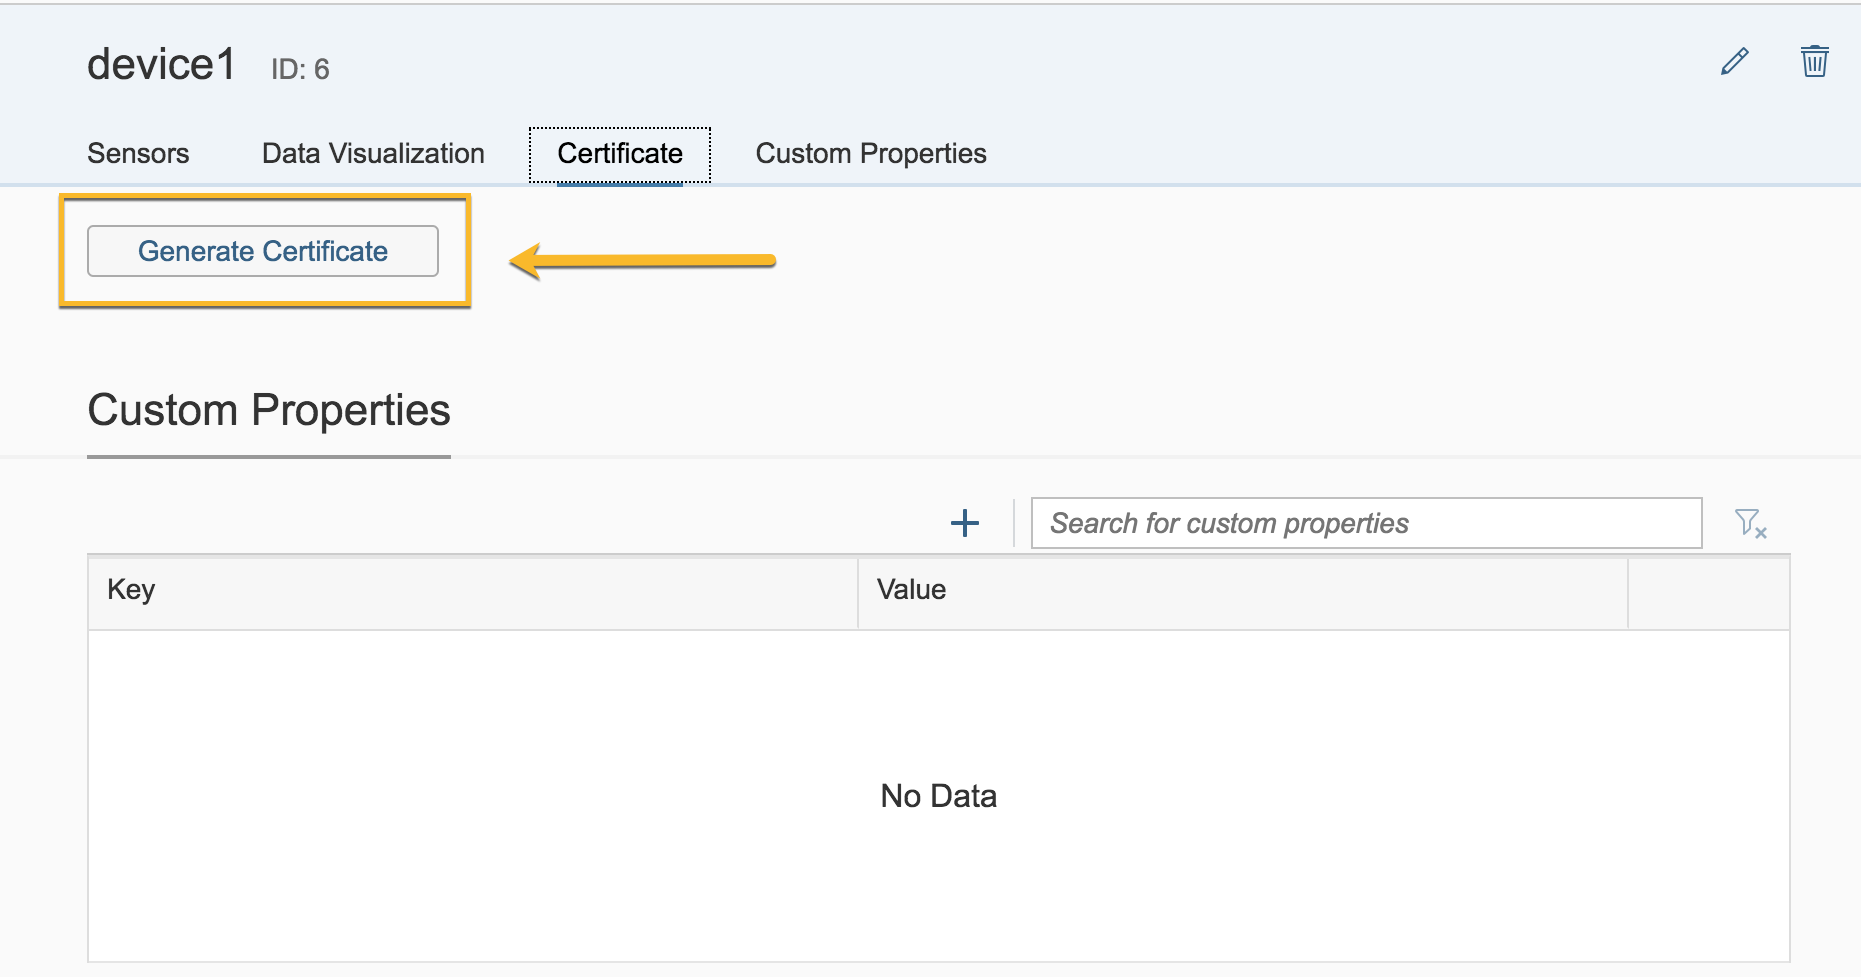 device1 ID: 6
Sensors Data Visualization Certificate Custom Properties
Generate Certificate
Custom Properties
Search for custom properties
Key Value
No Data